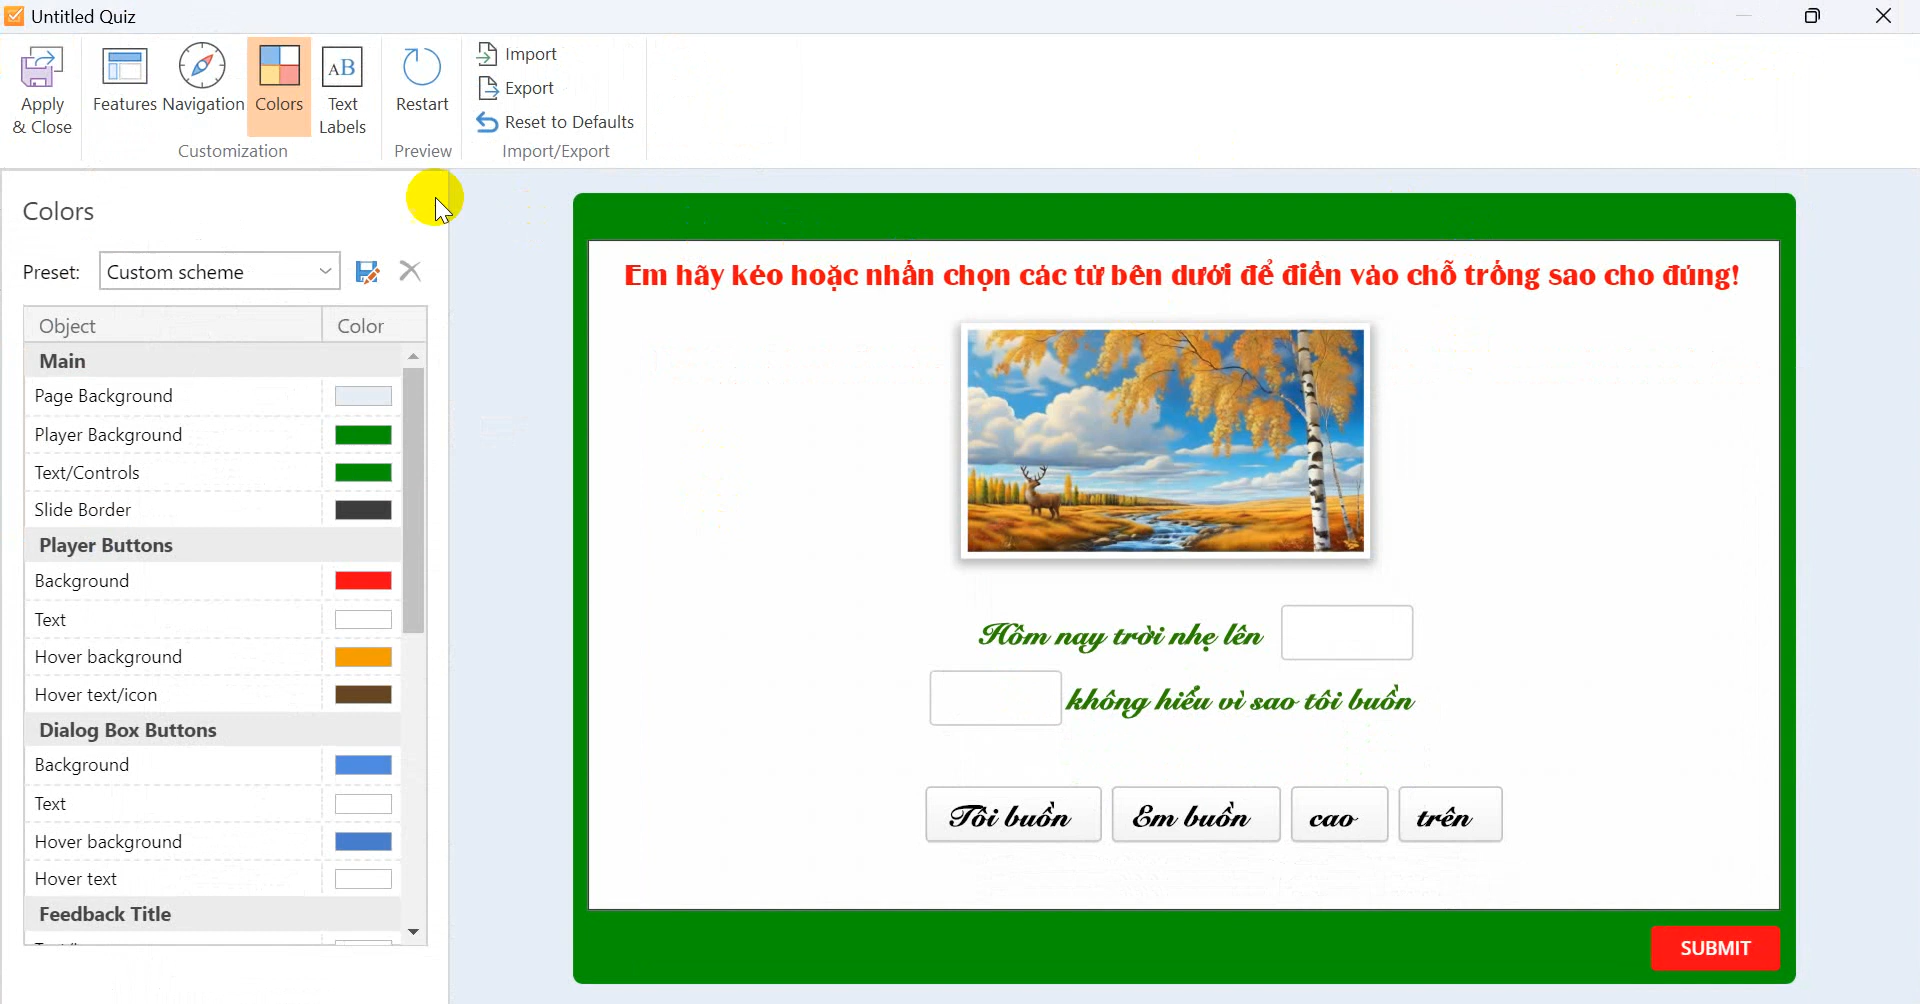 Untitled Quiz
Apply
& Close
Features
Navigation
Colors
Text
Labels
Customization
Restart
Preview
Import
Export
Reset to Defaults
Import/Export
Colors
Preset:
Custom scheme
Object
Color
Main
Page Background
Player Background
Text/Controls
Slide Border
Player Buttons
Background
Text
Hover background
Hover text/icon
Dialog Box Buttons
Background
Text
Hover background
Hover text
Feedback Title
Em hãy kéo hoặc nhấn chọn các từ bên dưới để điền vào chỗ trống sao cho đúng!
Hôm nay trời nhẹ lên
không hiểu vì sao tôi buồn
Tôi buồn
Em buồn
cao
trên
SUBMIT